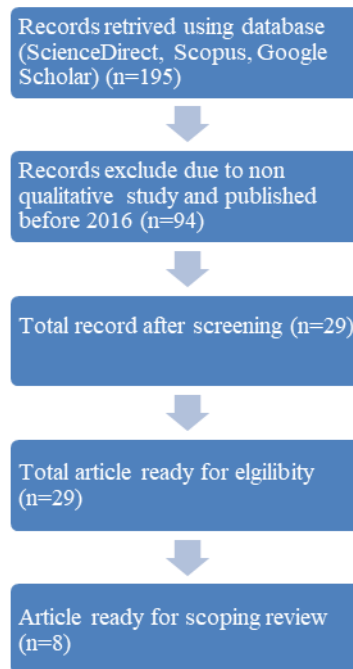 Records retrived using database
(ScienceDirect, Scopus, Google
Scholar) (n=195)
Records exclude due to non
qualitative study and published
before 2016 (n=94)
Total record after screening (n=29)
Total article ready for elgilibity
(n=29)
Article ready for scoping review
(n=8)